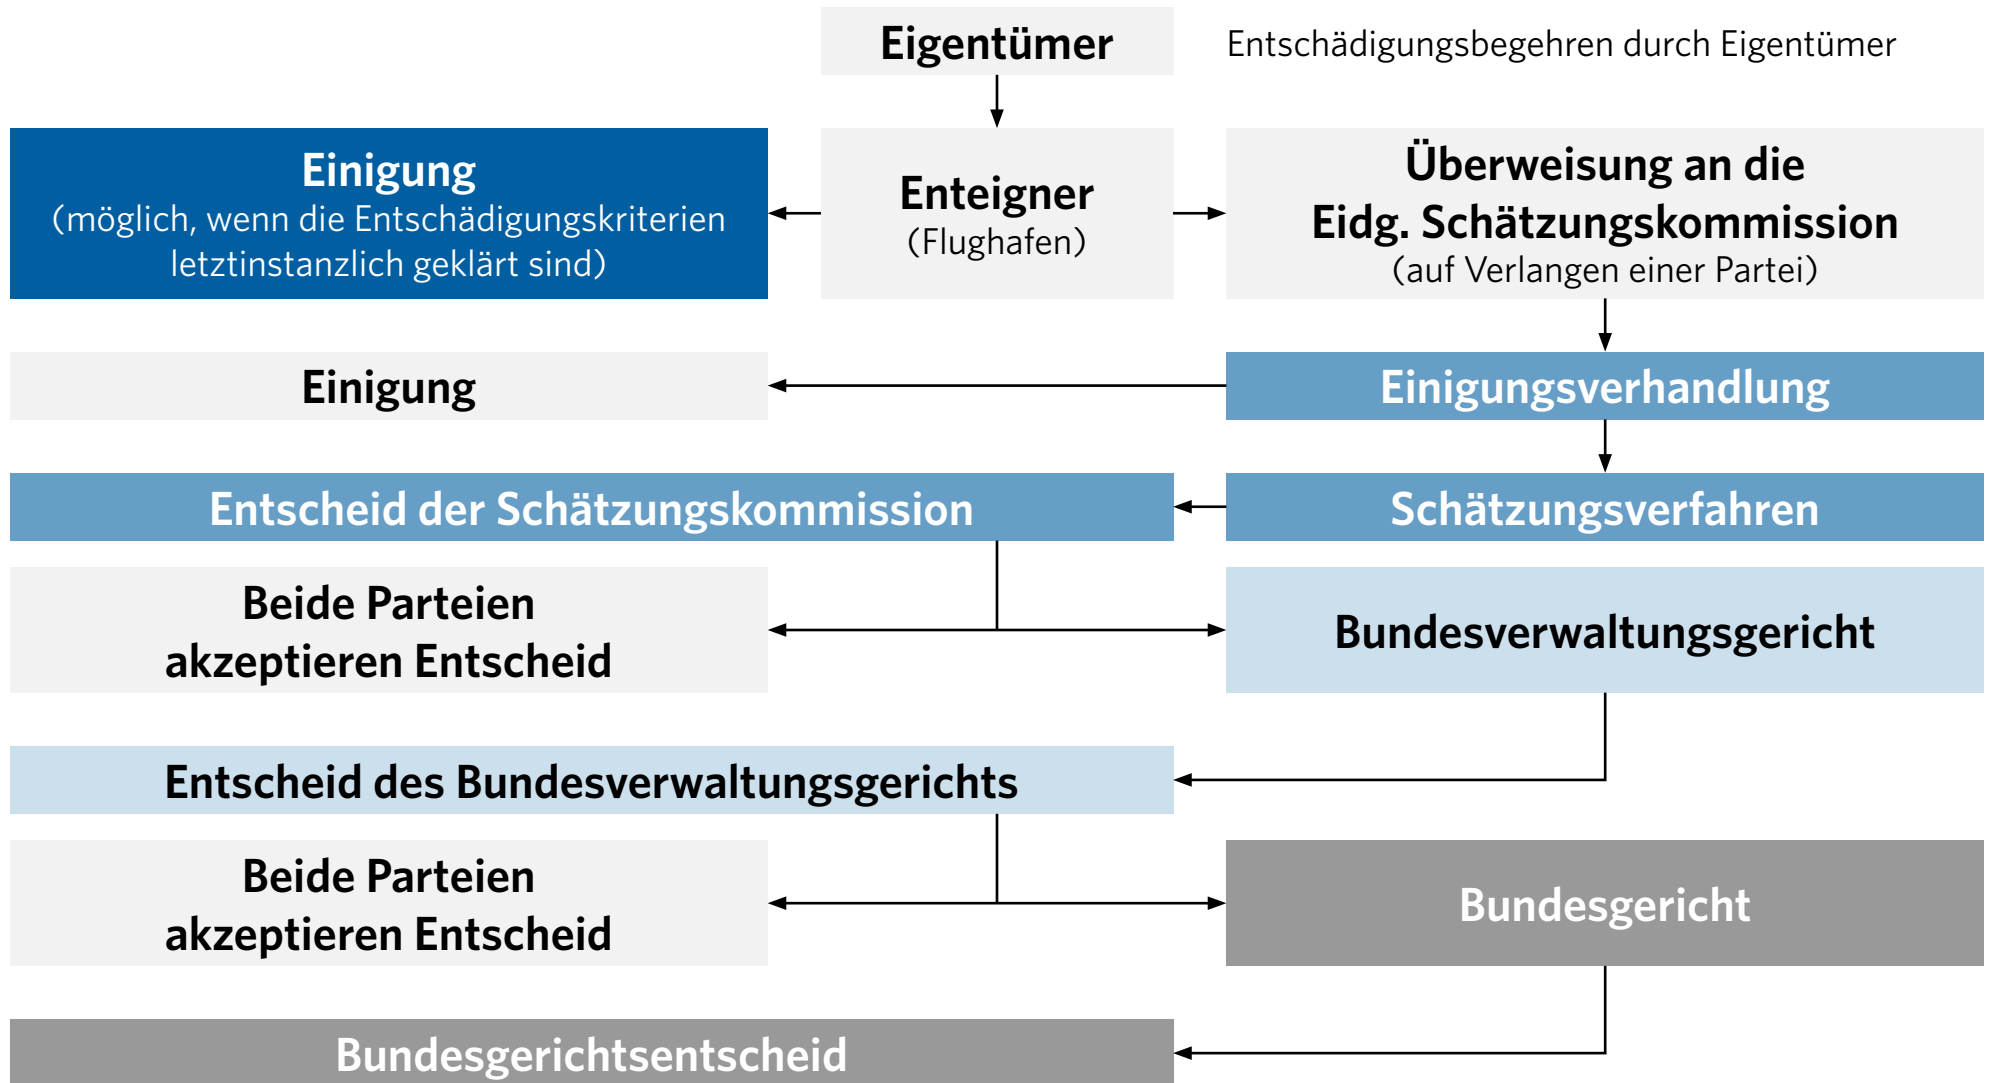 Eigentümer
Entschädigungsbegehren durch Eigentümer
Einigung
(möglich, wenn die Entschädigungskriterien
letztinstanzlich geklärt sind)
Enteigner
(Flughafen)
Überweisung an die
Eidg. Schätzungskommission
(auf Verlangen einer Partei)
Einigung
Einigungsverhandlung
Entscheid der Schätzungskommission
Schätzungsverfahren
Beide Parteien
akzeptieren Entscheid
Bundesverwaltungsgericht
Entscheid des Bundesverwaltungsgerichts
Beide Parteien
akzeptieren Entscheid
Bundesgericht
Bundesgerichtsentscheid